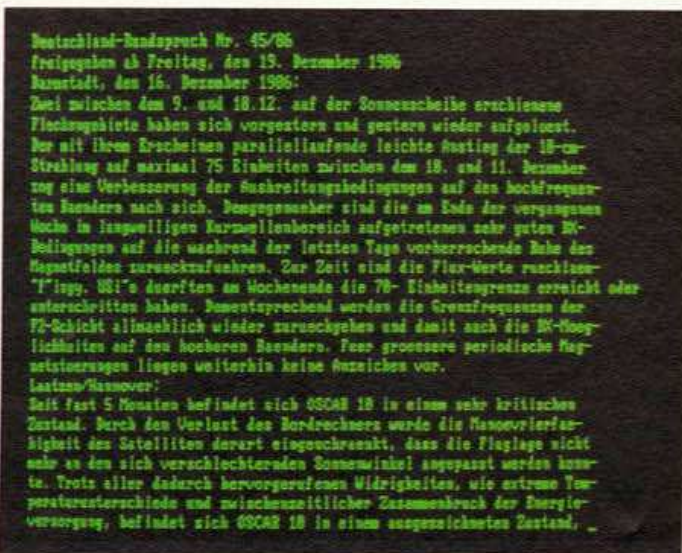 Deutschland-Rundspruch Nr. 45/86
freigegeben ab Freitag, den 19. Dezember 1986
Darmstadt, den 16. Dezember 1986:
Zwei zwischen dem 9. und 10.12. auf der Sonnenscheibe erschienene
Fleckengebiete haben sich vorgestern und gestern wieder aufgeloest.
Der mit ihrem Erscheinen parallellaufende leichte Anstieg der 10-cm-
Strahlung auf maximal 75 Einheiten zwischen dem 10. und 11. Dezember
zog eine Verbesserung der Ausbreitungsbedingungen auf den hochfrequen-
ten Baendern nach sich. Demgegenueber sind die am Ende der vergangenen
Woche im langwelligen Kurzwellenbereich aufgetretenen sehr guten DX-
Bedingungen auf die waehrend der letzten Tage vorherrschende Ruhe des
Magnetfeldes zurueckzufuehren. Zur Zeit sind die Flux-Werte ruecklaeu-
duerften am Wochenende die 70- Einheitengrenze erreicht oder
unterschritten haben. Dementsprechend werden die Grenzfrequenzen der
F2-Schicht allmaehlich wieder zurueckgehen und damit auch die DX-Moeg-
lichkeiten auf den hoeheren Baendern. Fuer groessere periodische Mag-
netstoerungen liegen weiterhin keine Anzeichen vor.
Laatzen/Hannover:
Seit fast 5 Monaten befindet sich OSCAR 10 in einem sehr kritischen
Zustand. Durch den Verlust des Bordrechners wurde die Manoevrierfae-
higkeit des Satelliten derart eingeschraenkt, dass die Fluglage nicht
mehr an den sich verschlechternden Sonnenwinkel angepasst werden konn-
te. Trotz aller dadurch hervorgerufenen Widrigkeiten, wie extreme Tem-
peraturunterschiede und zwischenzeitlicher Zusammenbruch der Energie-
versorgung, befindet sich OSCAR 10 in einem ausgezeichneten Zustand, _